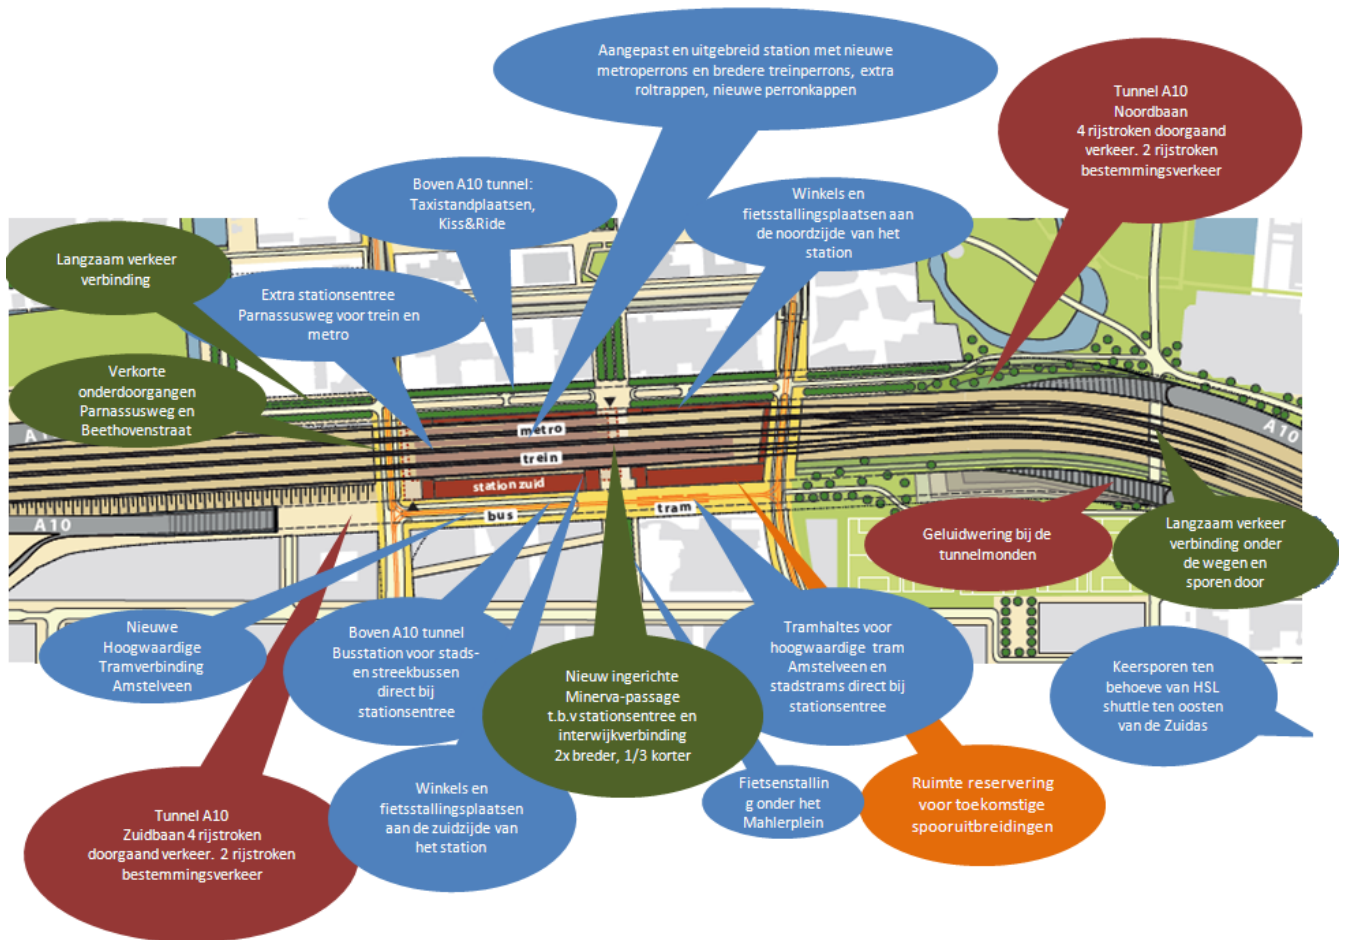 Aangepast en uitgebreid station met nieuwe
metroperrons en bredere treinperrons, extra
roltrappen, nieuwe perronkappen
Tunnel A10
Noordbaan
4 rijstroken doorgaand
verkeer. 2 rijstroken
bestemmingsverkeer
Boven A10 tunnel:
Taxistandplaatsen,
Kiss&Ride
Winkels en
fietsstallingsplaatsen aan
de noordzijde van het
station
Langzaam verkeer
verbinding
Extra stationsentree
Parnassusweg voor trein en
metro
Verkorte
onderdoorgangen
Parnassusweg en
Beethovenstraat
A1
metro
trein
station zuid
bus
tram
A10
A10
Geluidwering bij de
tunnelmonden
Langzaam verkeer
verbinding onder
de wegen en
sporen door
Nieuwe
Hoogwaardige
Tramverbinding
Amstelveen
Boven A10 tunnel
Busstation voor stads-
en streekbussen
direct bij
stationsentree
Nieuw ingerichte
Minerva-passage
t.b.v stationsentree en
interwijkverbinding
2x breder, 1/3 korter
Tramhaltes voor
hoogwaardige tram
Amstelveen en
stadstrams direct bij
stationsentree
Keersporen ten
behoeve van HSL
shuttle ten oosten
van de Zuidas
Tunnel A10
Zuidbaan 4 rijstroken
doorgaand verkeer. 2 rijstroken
bestemmingsverkeer
Winkels en
fietsstallingsplaatsen
aan de zuidzijde van
het station
Fietsenstallin
g onder het
Mahlerplein
Ruimte reservering
voor toekomstige
spooruitbreidingen